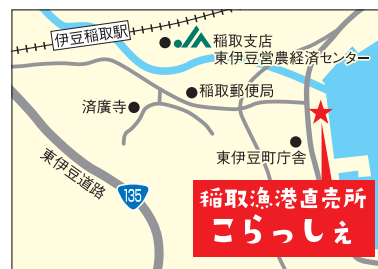 伊豆稲取駅
JA
稲取支店
東伊豆営農経済センター
稲取郵便局
済廣寺
東伊豆町庁舎
東伊豆道路
135
稲取漁港直売所
こらっしぇ